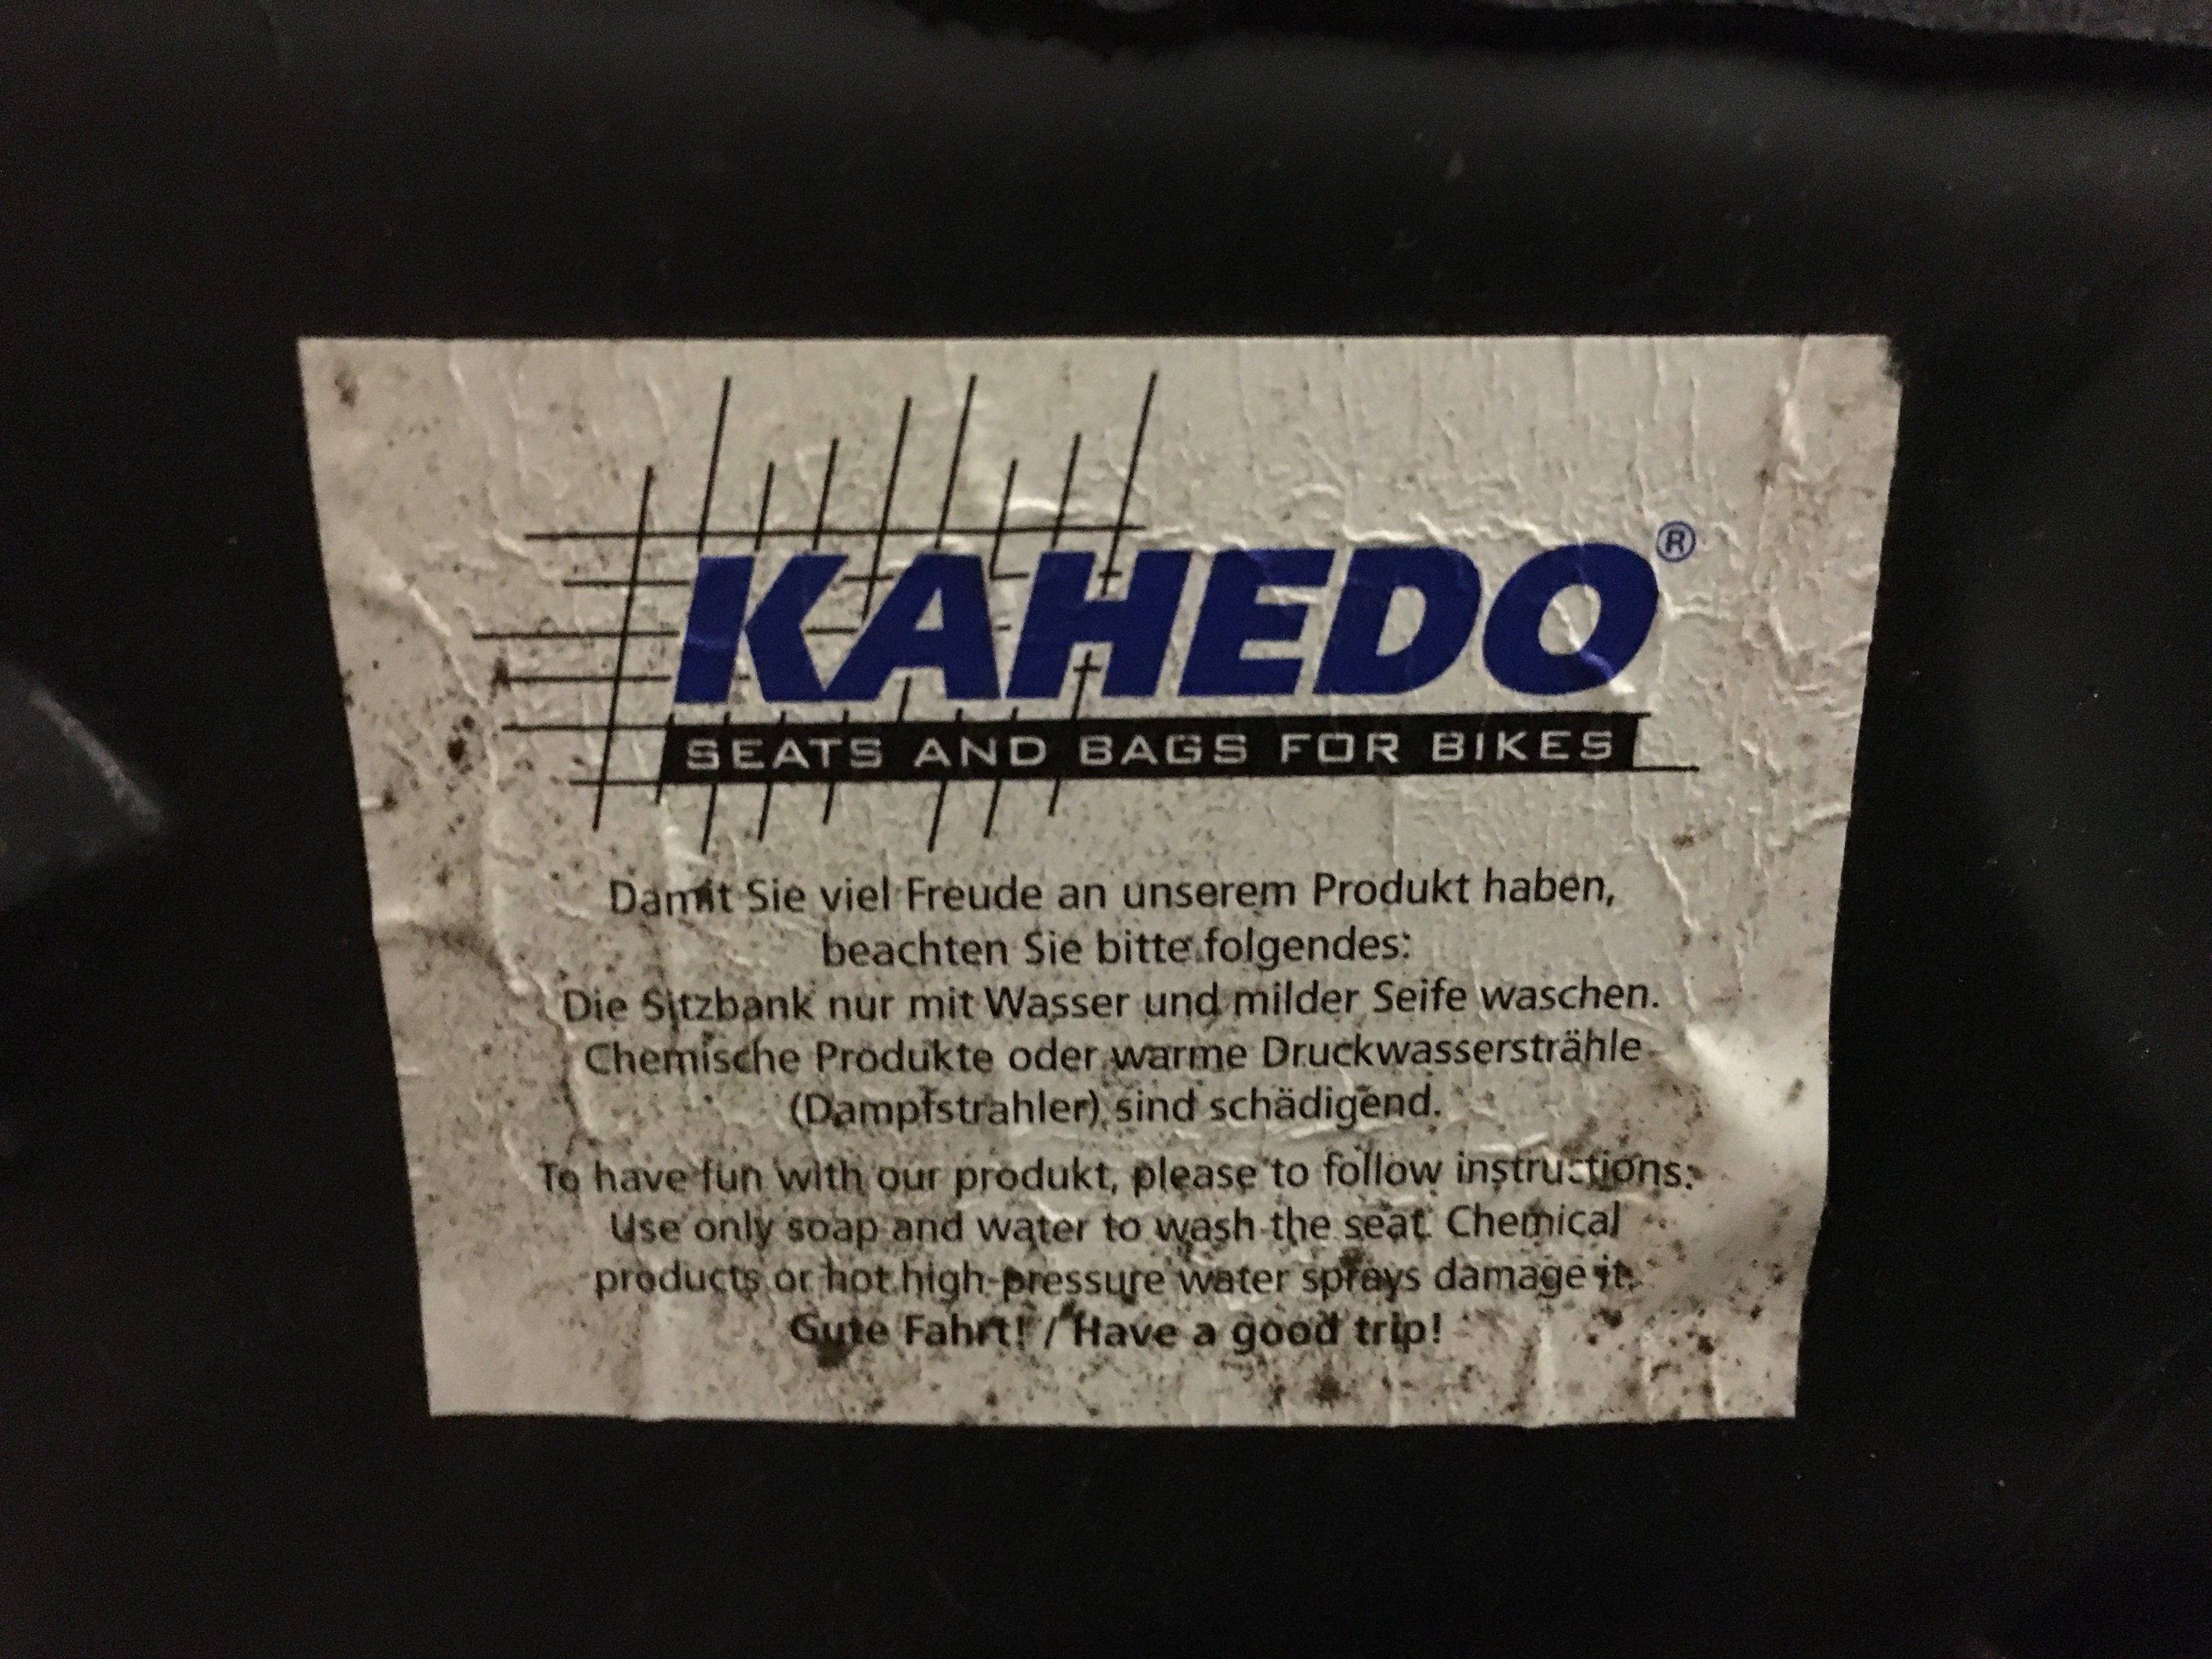 KAHEDO®
SEATS AND BAGS FOR BIKES
Damit Sie viel Freude an unserem Produkt haben,
beachten Sie bitte folgendes:
Die Sitzbank nur mit Wasser und milder Seife waschen.
Chemische Produkte oder warme Druckwassersträhle
(Dampfstrahler) sind schädigend.
To have fun with our produkt, please to follow instructions:
Use only soap and water to wash the seat. Chemical
products or hot high-pressure water sprays damage it.
Gute Fahrt! / Have a good trip!